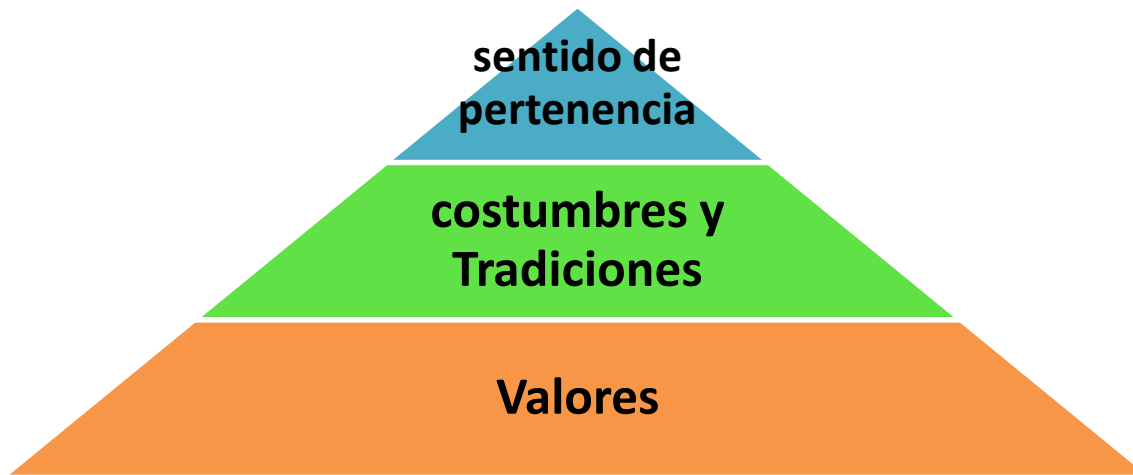 sentido de
pertenencia
costumbres y
Tradiciones
Valores